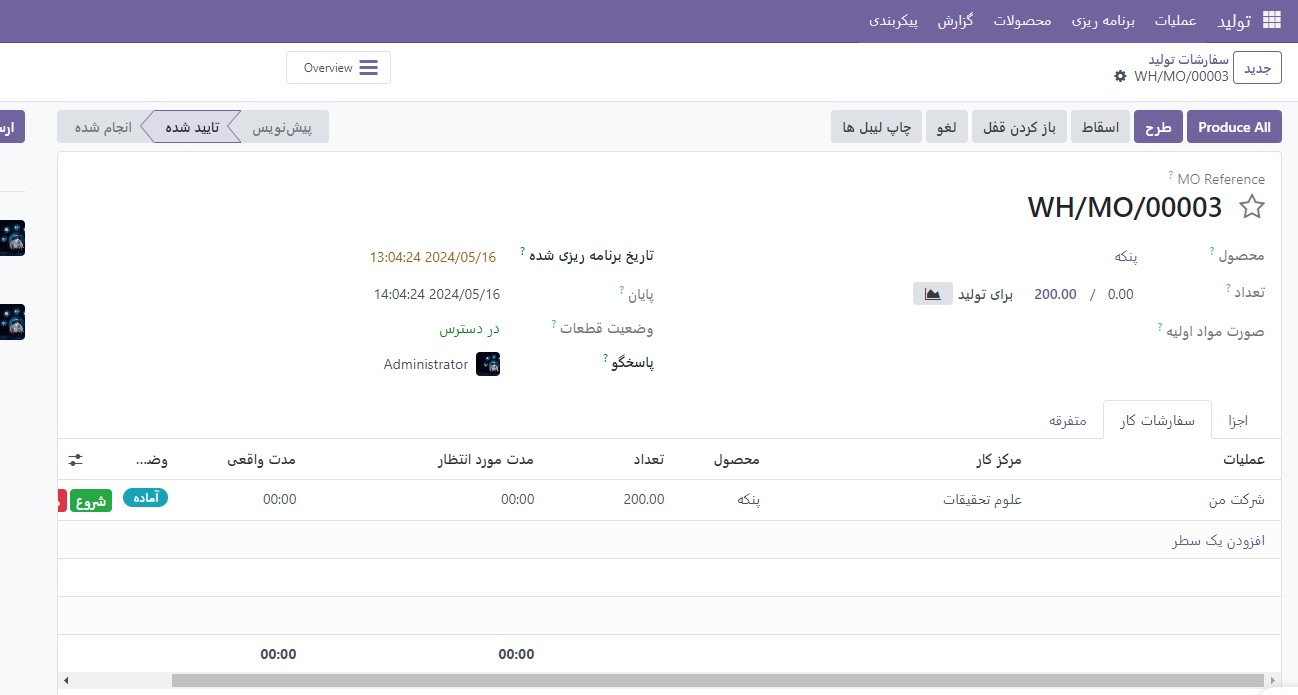 تولید عملیات برنامه ریزی محصولات گزارش پیکربندی
جدید
سفارشات تولید
WH/MO/00003
Overview
Produce All طرح اسقاط باز کردن قفل لغو چاپ لیبل ها
پیش‌نویس تایید شده انجام شده
MO Reference ?
WH/MO/00003
محصول ? پنکه
تعداد ? 0.00 / 200.00 برای تولید
صورت مواد اولیه ?
تاریخ برنامه ریزی شده ? 2024/05/16 13:04:24
پایان ? 2024/05/16 14:04:24
وضعیت قطعات ? در دسترس
پاسخگو ? Administrator
اجزا سفارشات کار متفرقه
عملیات مرکز کار محصول تعداد مدت مورد انتظار مدت واقعی وض...
شرکت من علوم تحقیقات پنکه 200.00 00:00 00:00 آماده شروع
افزودن یک سطر
00:00 00:00